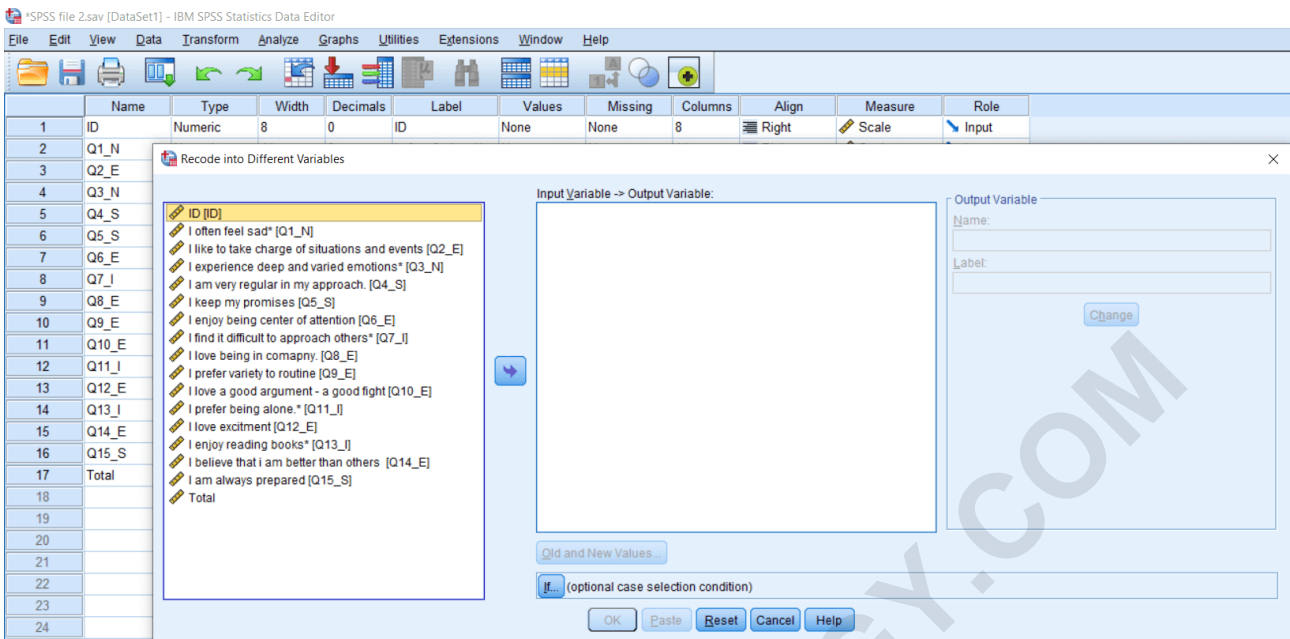 *SPSS file 2.sav [DataSet1] - IBM SPSS Statistics Data Editor
File Edit View Data Transform Analyze Graphs Utilities Extensions Window Help
Name Type Width Decimals Label Values Missing Columns Align Measure Role
1 ID Numeric 8 0 ID None None 8 Right Scale Input
2 Q1_N
3 Q2_E
4 Q3_N
5 Q4_S
6 Q5_S
7 Q6_E
8 Q7_I
9 Q8_E
10 Q9_E
11 Q10_E
12 Q11_I
13 Q12_E
14 Q13_I
15 Q14_E
16 Q15_S
17 Total
18
19
20
21
22
23
24
Recode into Different Variables
ID [ID]
I often feel sad* [Q1_N]
I like to take charge of situations and events [Q2_E]
I experience deep and varied emotions* [Q3_N]
I am very regular in my approach. [Q4_S]
I keep my promises [Q5_S]
I enjoy being center of attention [Q6_E]
I find it difficult to approach others* [Q7_I]
I love being in comapny. [Q8_E]
I prefer variety to routine [Q9_E]
I love a good argument - a good fight [Q10_E]
I prefer being alone.* [Q11_I]
I love excitment [Q12_E]
I enjoy reading books* [Q13_I]
I believe that i am better than others [Q14_E]
I am always prepared [Q15_S]
Total
Input Variable -> Output Variable:
Output Variable
Name:
Label:
Change
Old and New Values...
If... (optional case selection condition)
OK Paste Reset Cancel Help
GY.COM